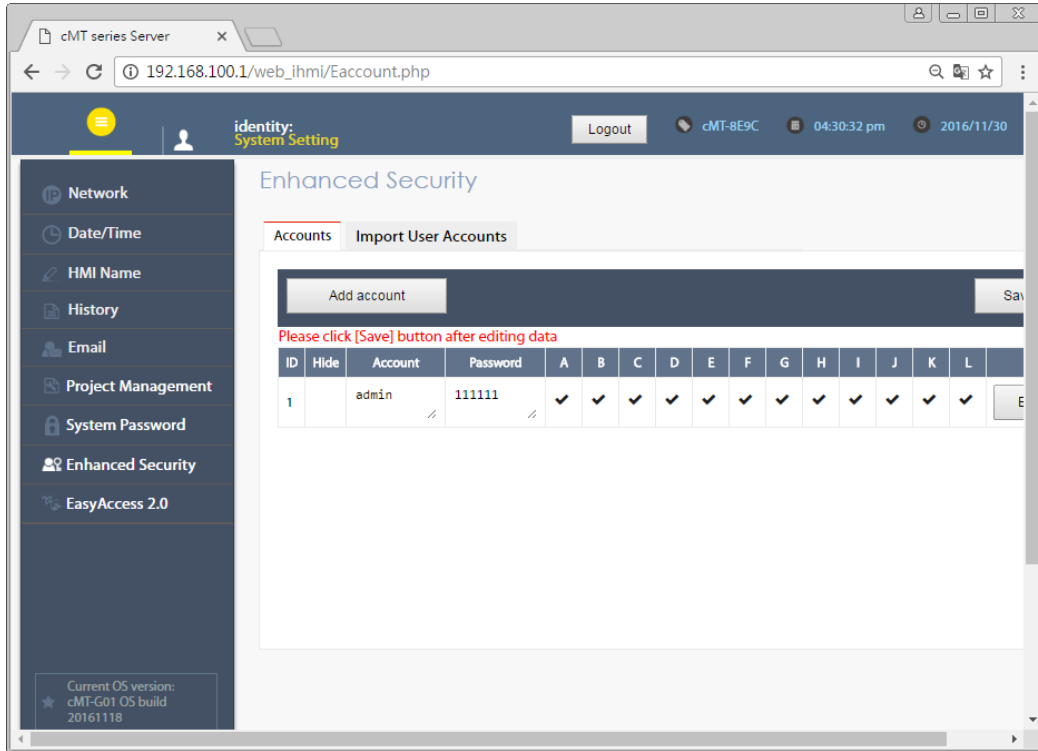 cMT series Server
192.168.100.1/web_ihmi/Eaccount.php
identity:
System Setting
Logout
cMT-8E9C
04:30:32 pm
2016/11/30
IP Network
Date/Time
HMI Name
History
Email
Project Management
System Password
Enhanced Security
EasyAccess 2.0
Current OS version:
cMT-G01 OS build
20161118
Enhanced Security
Accounts Import User Accounts
Add account Sav
Please click [Save] button after editing data
ID Hide Account Password A B C D E F G H I J K L
1 admin 111111 E